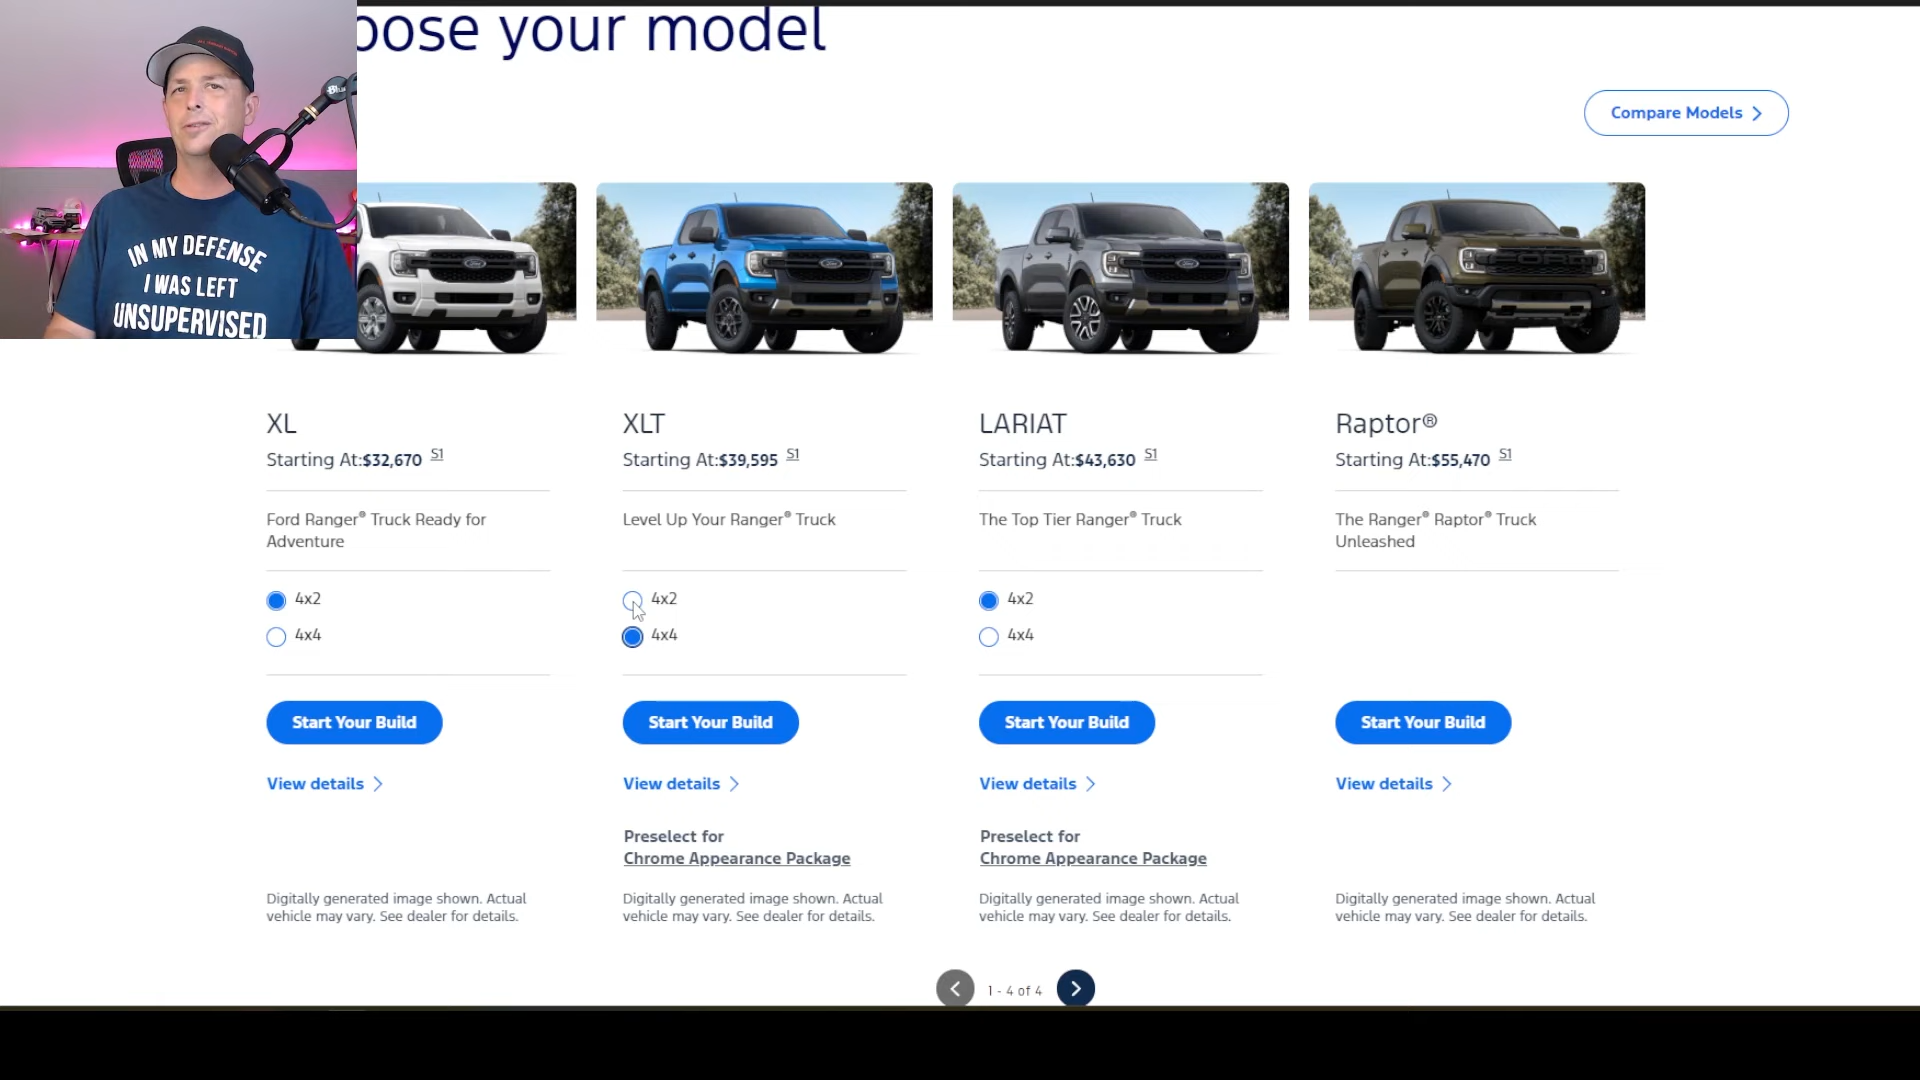 oose your model
Compare Models
IN MY DEFENSE
I WAS LEFT
UNSUPERVISED
FORD
XL
Starting At:$32,670 S1
Ford Ranger® Truck Ready for
Adventure
4x2
4x4
Start Your Build
View details
Digitally generated image shown. Actual
vehicle may vary. See dealer for details.
XLT
Starting At:$39,595 S1
Level Up Your Ranger® Truck
4x2
4x4
Start Your Build
View details
Preselect for
Chrome Appearance Package
Digitally generated image shown. Actual
vehicle may vary. See dealer for details.
LARIAT
Starting At:$43,630 S1
The Top Tier Ranger® Truck
4x2
4x4
Start Your Build
View details
Preselect for
Chrome Appearance Package
Digitally generated image shown. Actual
vehicle may vary. See dealer for details.
Raptor®
Starting At:$55,470 S1
The Ranger® Raptor® Truck
Unleashed
Start Your Build
View details
Digitally generated image shown. Actual
vehicle may vary. See dealer for details.
1 - 4 of 4